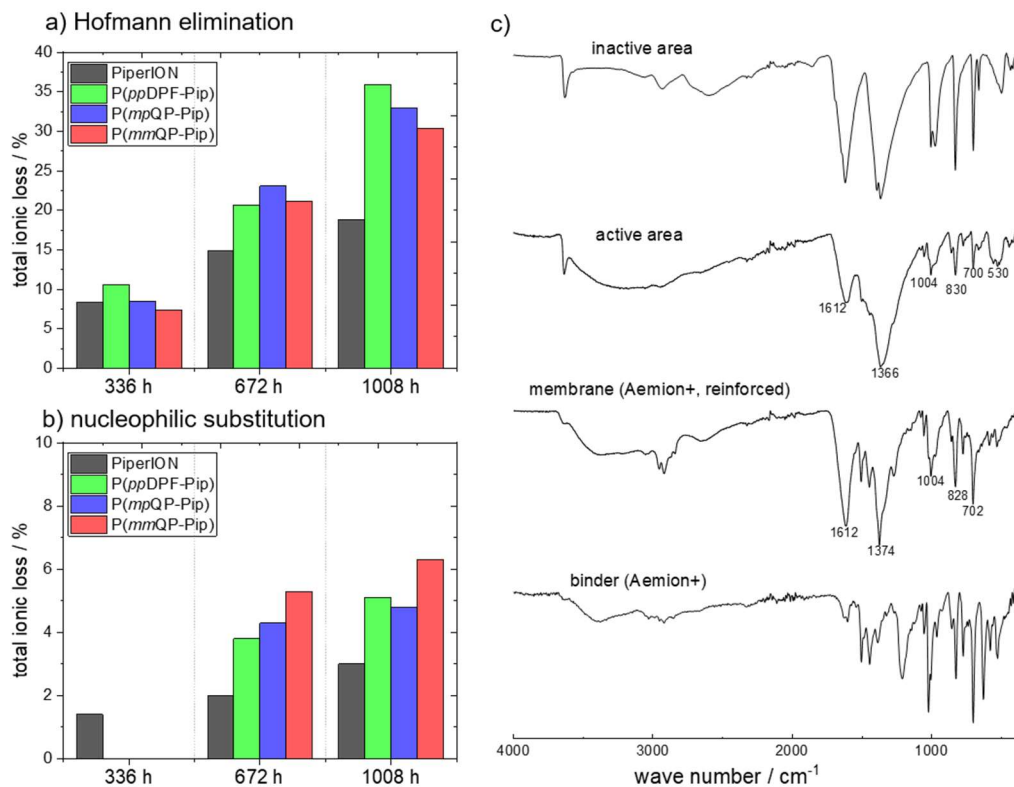 a) Hofmann elimination
total ionic loss / %
40
35
30
25
20
15
10
5
0
PiperION
P(ppDPF-Pip)
P(mpQP-Pip)
P(mmQP-Pip)
336 h
672 h
1008 h
b) nucleophilic substitution
total ionic loss / %
10
8
6
4
2
0
PiperION
P(ppDPF-Pip)
P(mpQP-Pip)
P(mmQP-Pip)
336 h
672 h
1008 h
c)
inactive area
active area
1612
1366
1004
830
700
530
membrane (Aemion+, reinforced)
1612
1374
1004
828
702
binder (Aemion+)
4000
3000
2000
1000
wave number / cm⁻¹